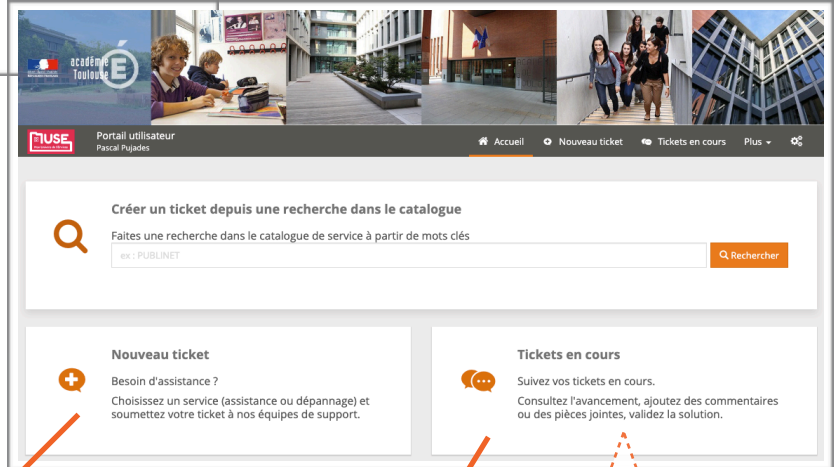 académie
Toulouse
MUSE
Portail utilisateur
Pascal Pujades
Accueil
Nouveau ticket
Tickets en cours
Plus
Créer un ticket depuis une recherche dans le catalogue
Faites une recherche dans le catalogue de service à partir de mots clés
ex : PUBLINET
Rechercher
Nouveau ticket
Besoin d'assistance ?
Choisissez un service (assistance ou dépannage) et
soumettez votre ticket à nos équipes de support.
Tickets en cours
Suivez vos tickets en cours.
Consultez l'avancement, ajoutez des commentaires
ou des pièces jointes, validez la solution.